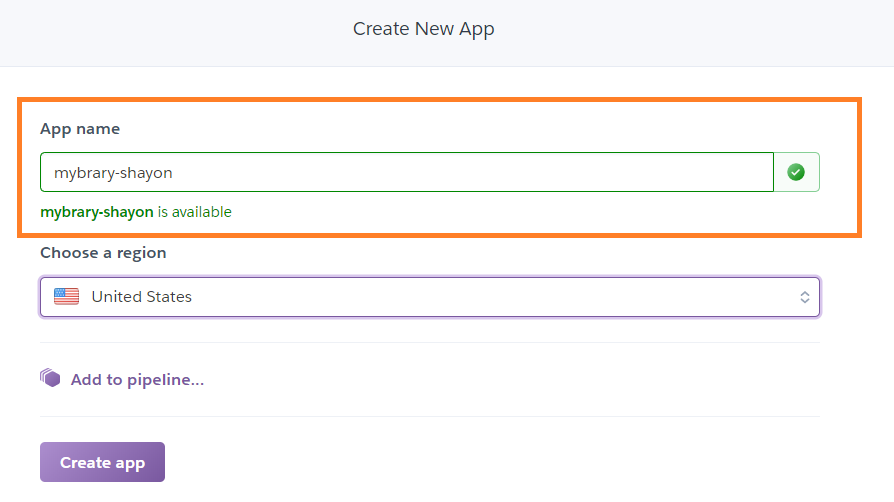 Create New App
App name
mybrary-shayon
mybrary-shayon is available
Choose a region
United States
Add to pipeline...
Create app